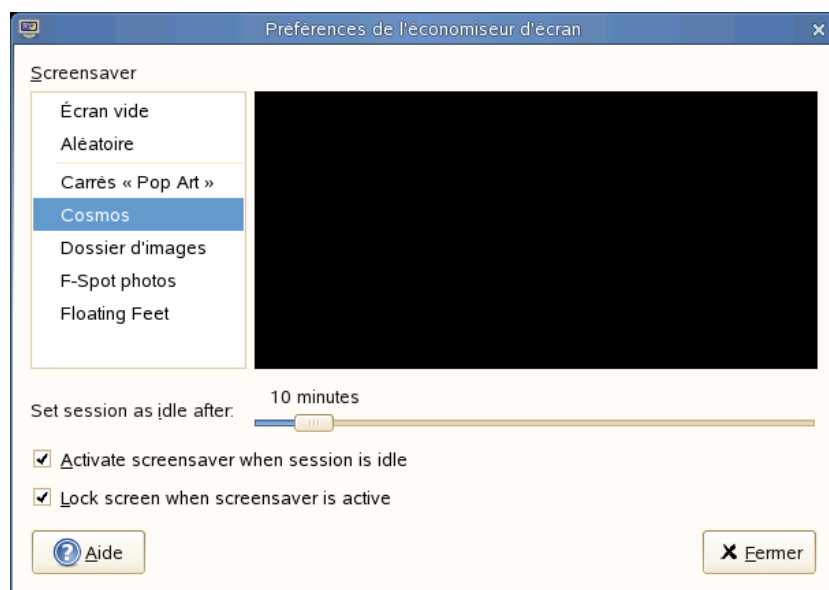 Préférences de l'économiseur d'écran
Screensaver
Écran vide
Aléatoire
Carrés « Pop Art »
Cosmos
Dossier d'images
F-Spot photos
Floating Feet
10 minutes
Set session as idle after:
Activate screensaver when session is idle
Lock screen when screensaver is active
Aide
Fermer